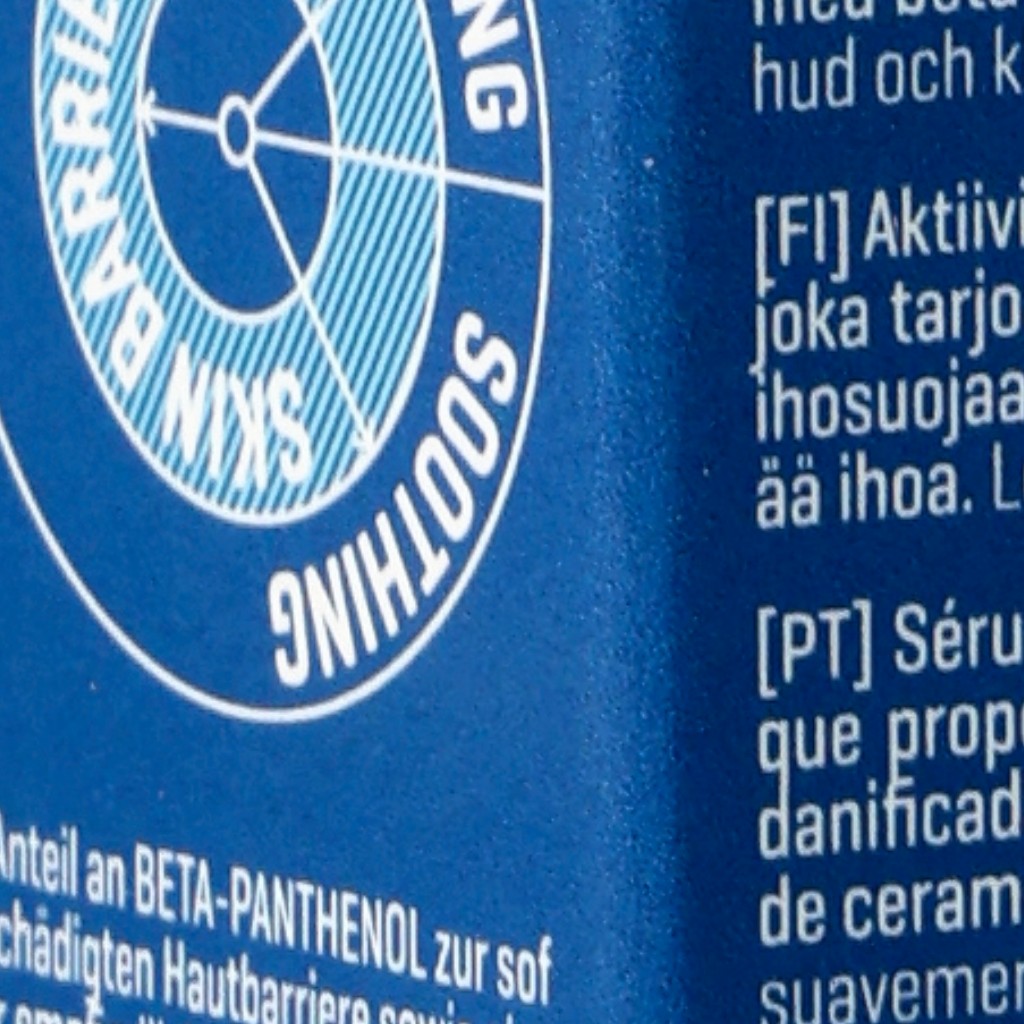 SKIN BARRIE
NG
SOOTHING
Anteil an BETA-PANTHENOL zur sof
chädigten Hautbarriere
hud och k
[FI] Aktiivi
joka tarjo
ihosuojaa
ää ihoa. L
[PT] Séru
que prop
danificad
de ceram
suavemen